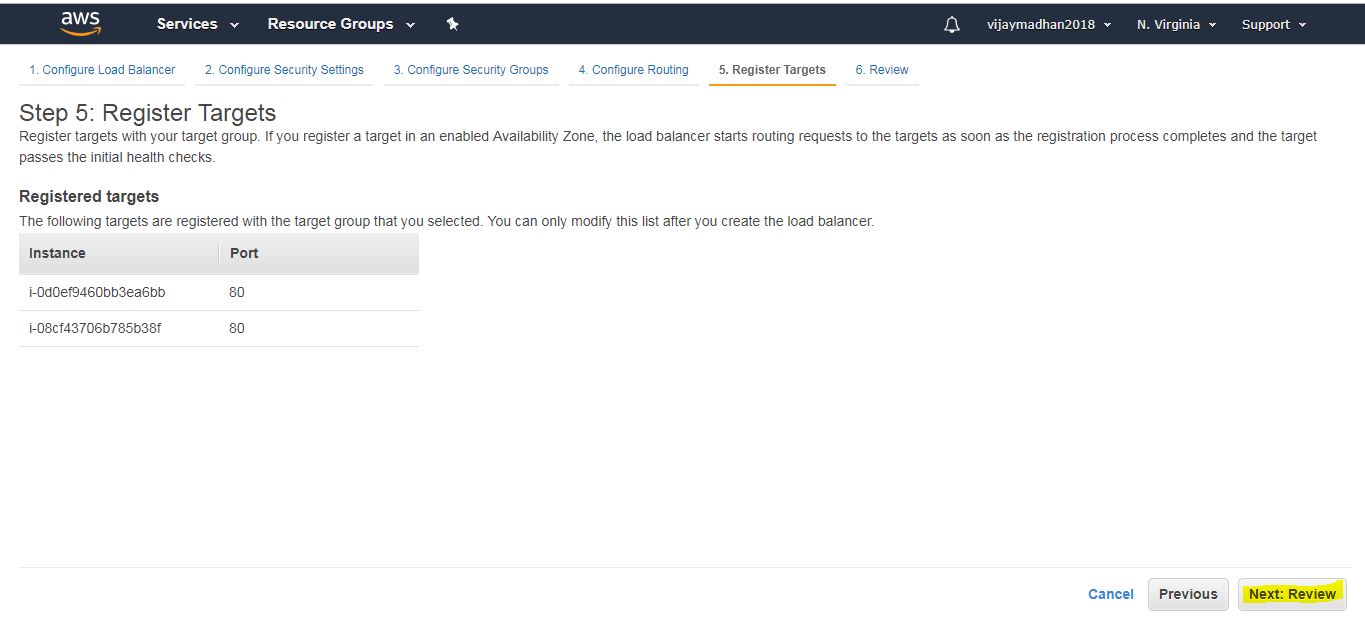 aws Services Resource Groups vijaymadhan2018 N. Virginia Support
1. Configure Load Balancer 2. Configure Security Settings 3. Configure Security Groups 4. Configure Routing 5. Register Targets 6. Review
Step 5: Register Targets
Register targets with your target group. If you register a target in an enabled Availability Zone, the load balancer starts routing requests to the targets as soon as the registration process completes and the target
passes the initial health checks.
Registered targets
The following targets are registered with the target group that you selected. You can only modify this list after you create the load balancer.
Instance Port
i-0d0ef9460bb3ea6bb 80
i-08cf43706b785b38f 80
Cancel Previous Next: Review